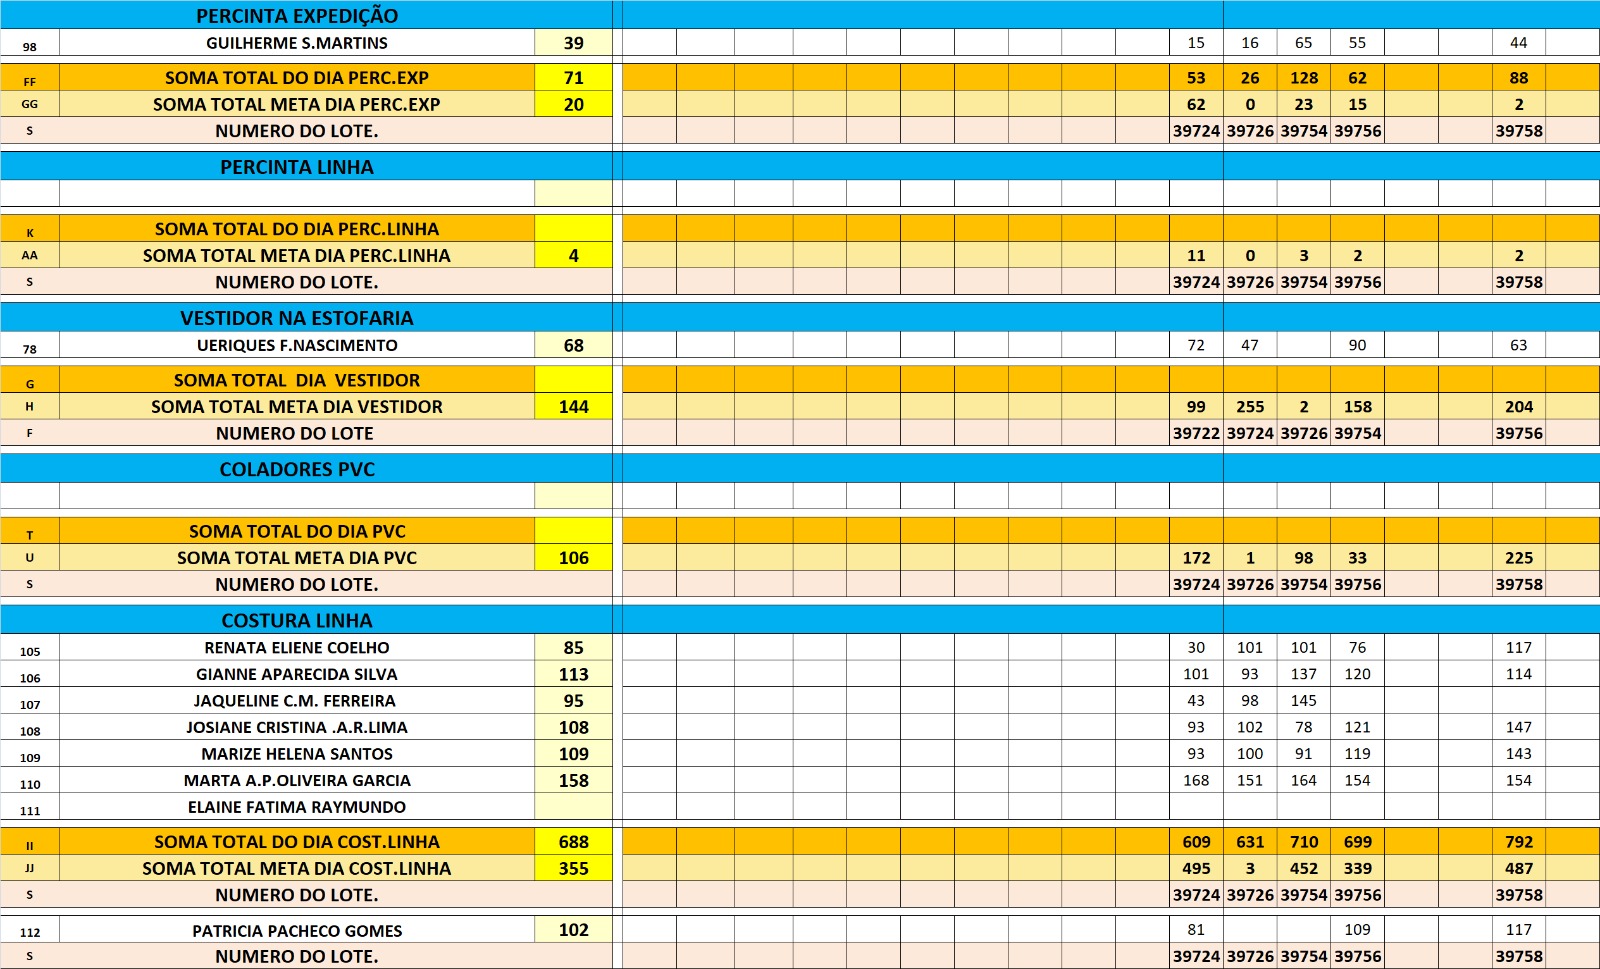 PERCINTA EXPEDIÇÃO
98 GUILHERME S.MARTINS 39 15 16 65 55 44
FF SOMA TOTAL DO DIA PERC.EXP 71 53 26 128 62 88
GG SOMA TOTAL META DIA PERC.EXP 20 62 0 23 15 2
S NUMERO DO LOTE. 39724 39726 39754 39756 39758
PERCINTA LINHA
K SOMA TOTAL DO DIA PERC.LINHA
AA SOMA TOTAL META DIA PERC.LINHA 4 11 0 3 2 2
S NUMERO DO LOTE. 39724 39726 39754 39756 39758
VESTIDOR NA ESTOFARIA
78 UERIQUES F.NASCIMENTO 68 72 47 90 63
G SOMA TOTAL DIA VESTIDOR
H SOMA TOTAL META DIA VESTIDOR 144 99 255 2 158 204
F NUMERO DO LOTE 39722 39724 39726 39754 39756
COLADORES PVC
T SOMA TOTAL DO DIA PVC
U SOMA TOTAL META DIA PVC 106 172 1 98 33 225
S NUMERO DO LOTE. 39724 39726 39754 39756 39758
COSTURA LINHA
105 RENATA ELIENE COELHO 85 30 101 101 76 117
106 GIANNE APARECIDA SILVA 113 101 93 137 120 114
107 JAQUELINE C.M. FERREIRA 95 43 98 145
108 JOSIANE CRISTINA .A.R.LIMA 108 93 102 78 121 147
109 MARIZE HELENA SANTOS 109 93 100 91 119 143
110 MARTA A.P.OLIVEIRA GARCIA 158 168 151 164 154 154
111 ELAINE FATIMA RAYMUNDO
II SOMA TOTAL DO DIA COST.LINHA 688 609 631 710 699 792
JJ SOMA TOTAL META DIA COST.LINHA 355 495 3 452 339 487
S NUMERO DO LOTE. 39724 39726 39754 39756 39758
112 PATRICIA PACHECO GOMES 102 81 109 117
S NUMERO DO LOTE. 39724 39726 39754 39756 39758